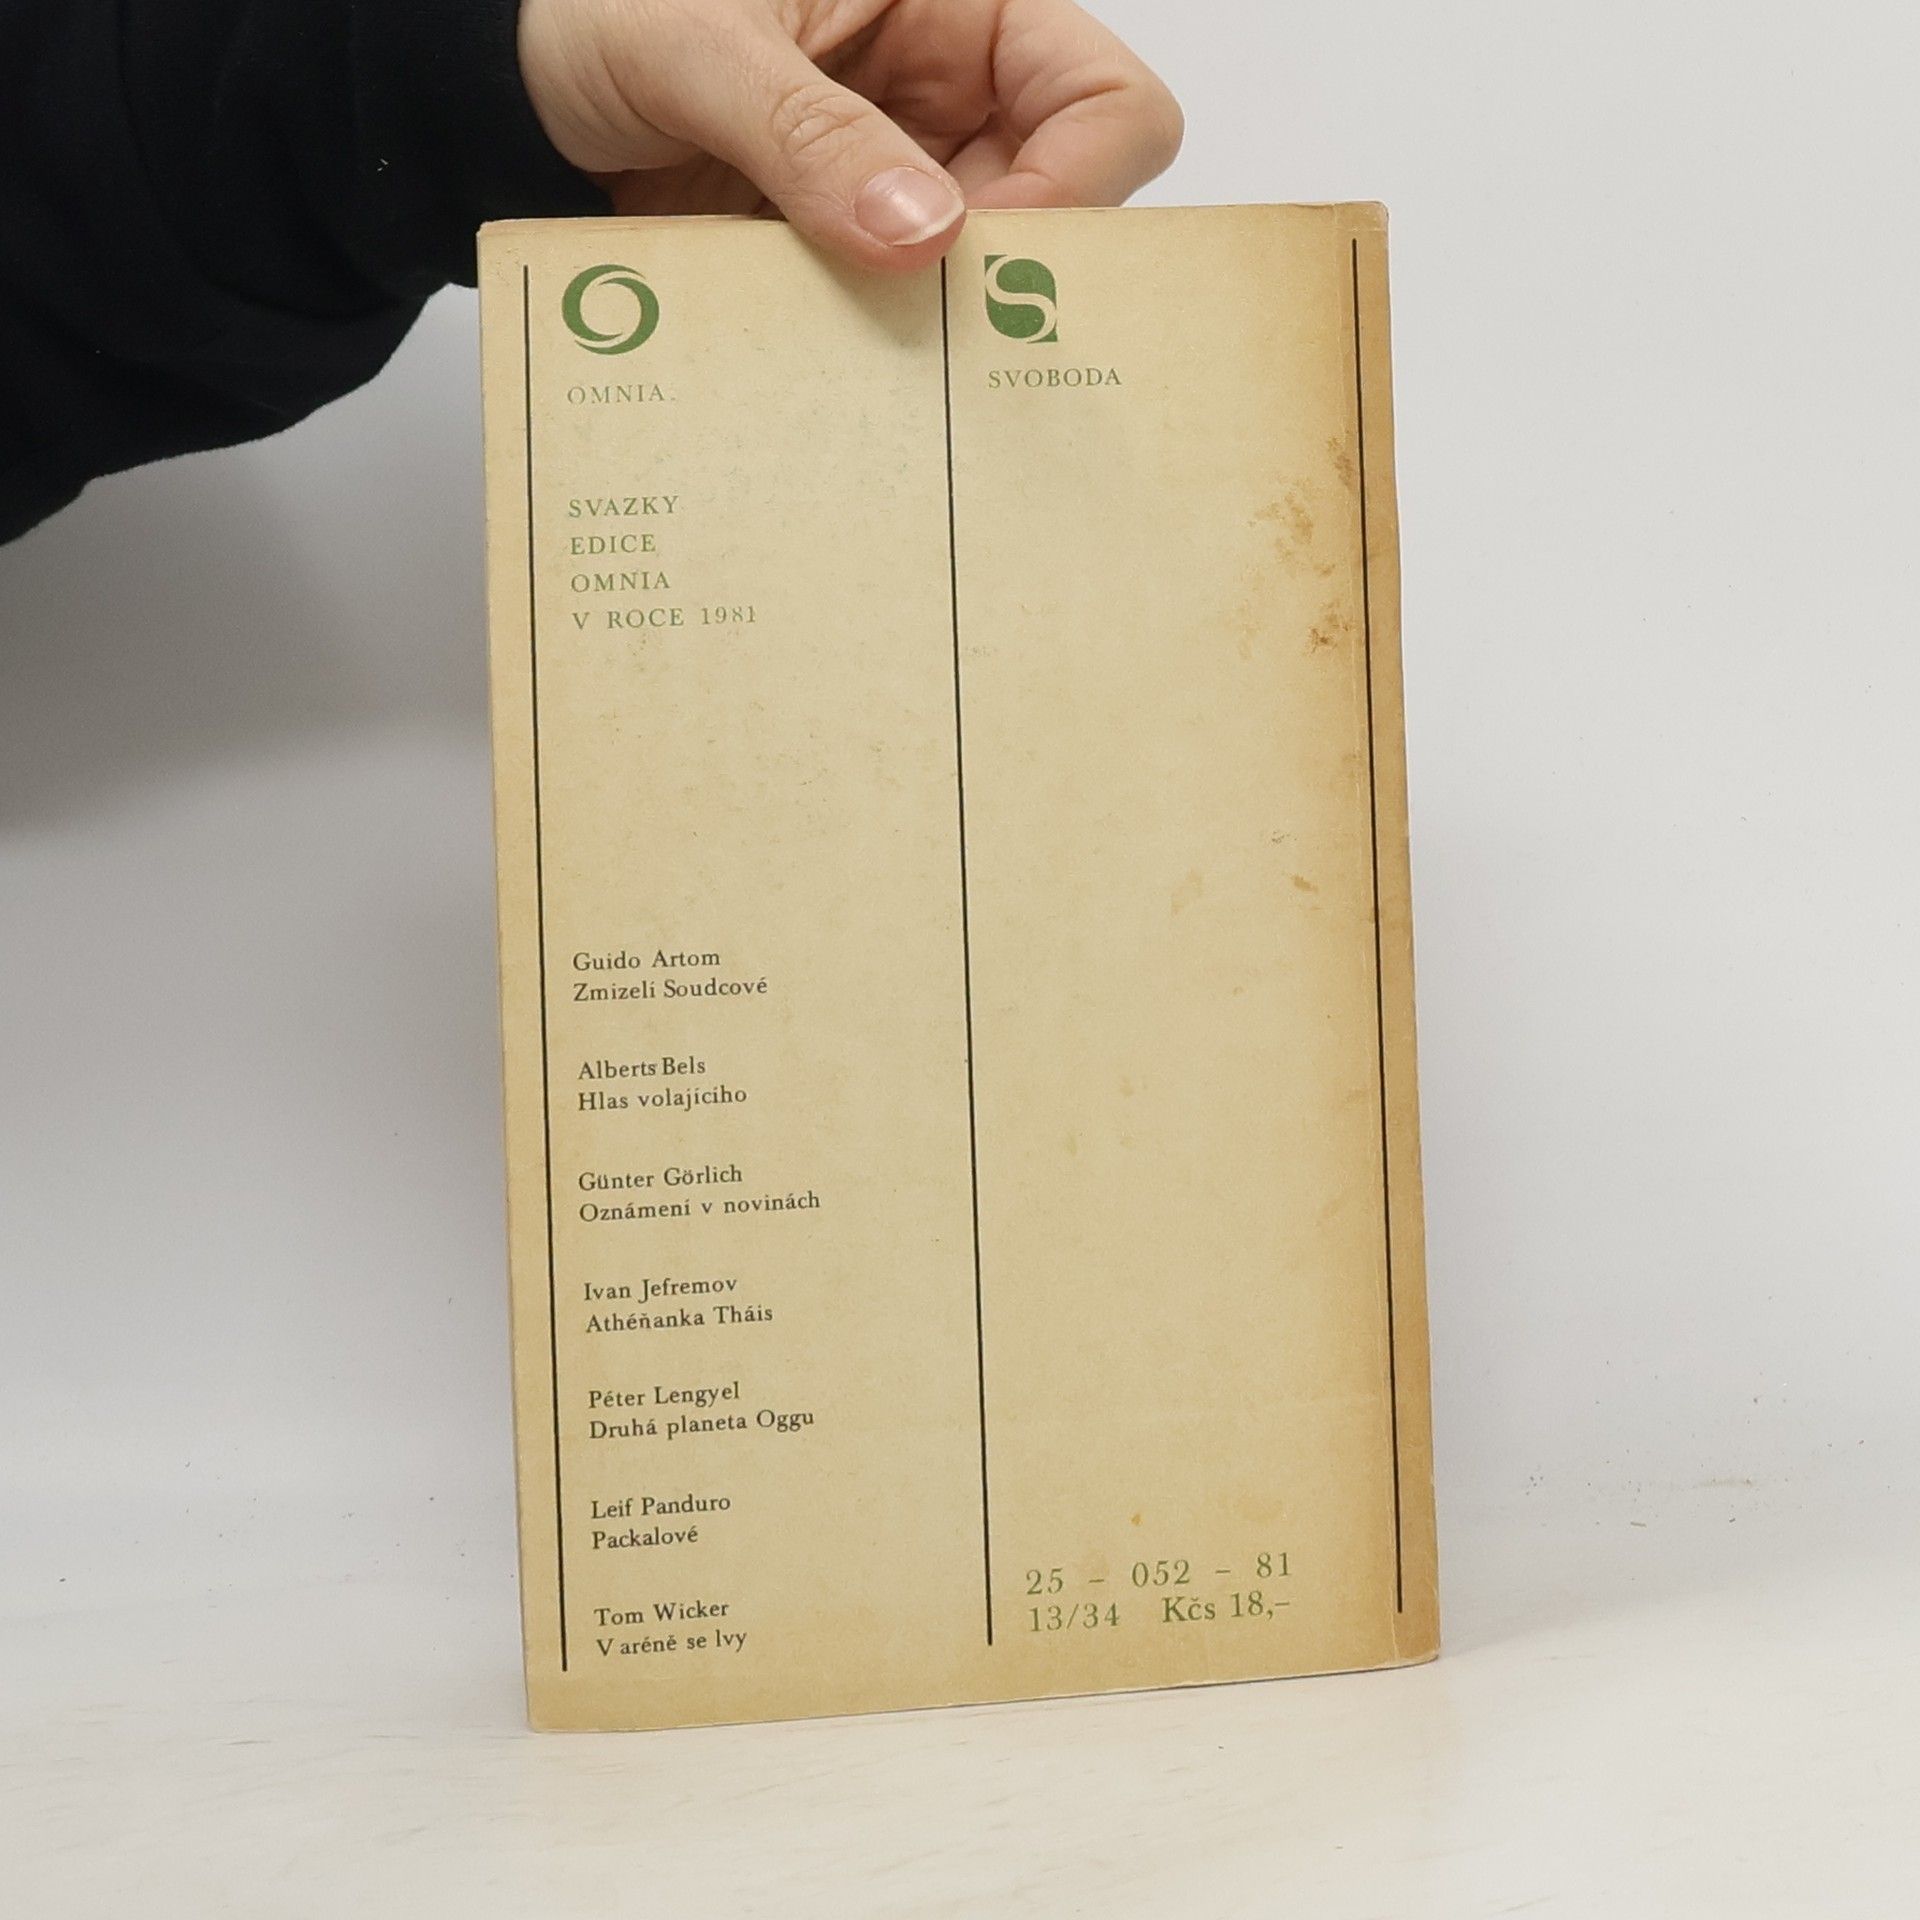 OMNIA
SVOBODA
SVAZKY
EDICE
OMNIA
V ROCE 1981
Guido Artom
Zmizelí Soudcové
Alberts Bels
Hlas volajícího
Günter Görlich
Oznámení v novinách
Ivan Jefremov
Athéňanka Tháis
Péter Lengyel
Druhá planeta Oggu
Leif Panduro
Packalové
Tom Wicker
V aréně se lvy
25 – 052 – 81
13/34 Kčs 18,–